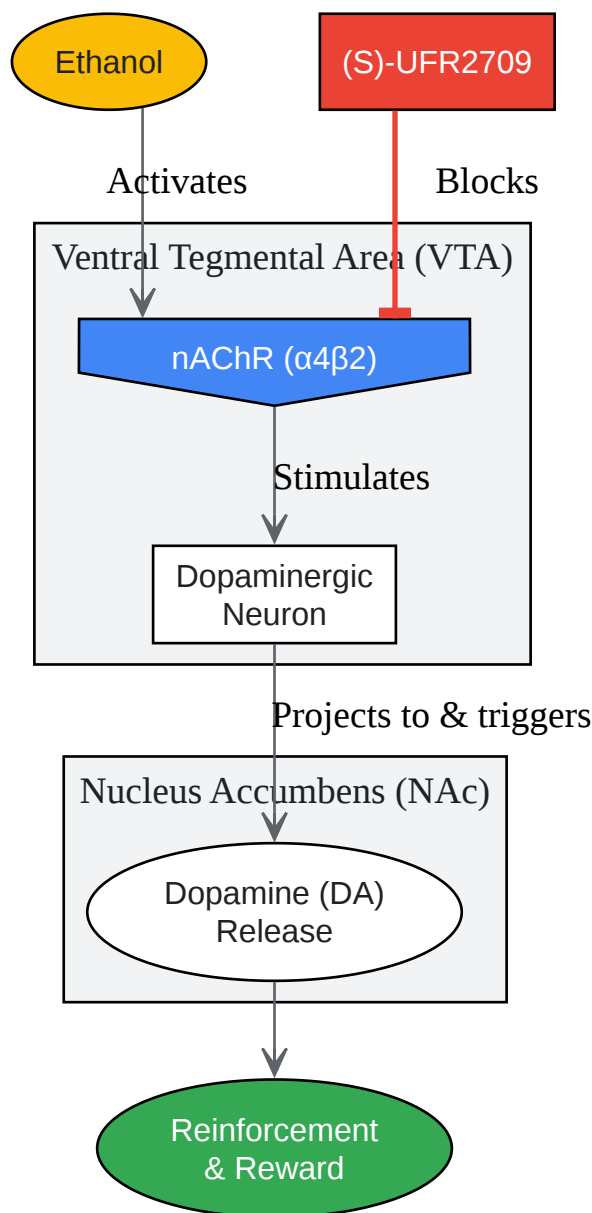 Ethanol
(S)-UFR2709
Activates
Blocks
Ventral Tegmental Area (VTA)
nAChR (α4β2)
Stimulates
Dopaminergic
Neuron
Projects to & triggers
Nucleus Accumbens (NAc)
Dopamine (DA)
Release
Reinforcement
& Reward